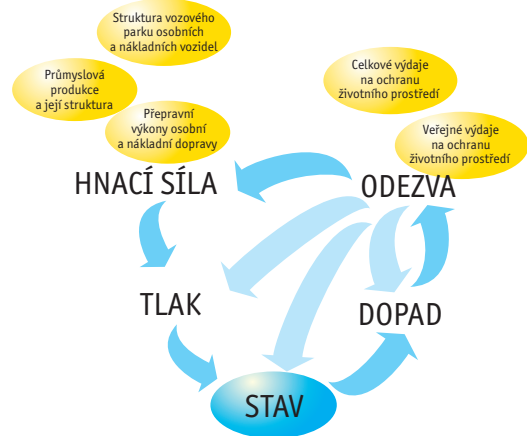 Struktura vozového
parku osobních
a nákladních vozidel
Průmyslová
produkce
a její struktura
Přepravní
výkony osobní
a nákladní dopravy
Celkové výdaje
na ochranu
životního prostředí
Veřejné výdaje
na ochranu
životního prostředí
HNACÍ SÍLA
ODEZVA
TLAK
DOPAD
STAV